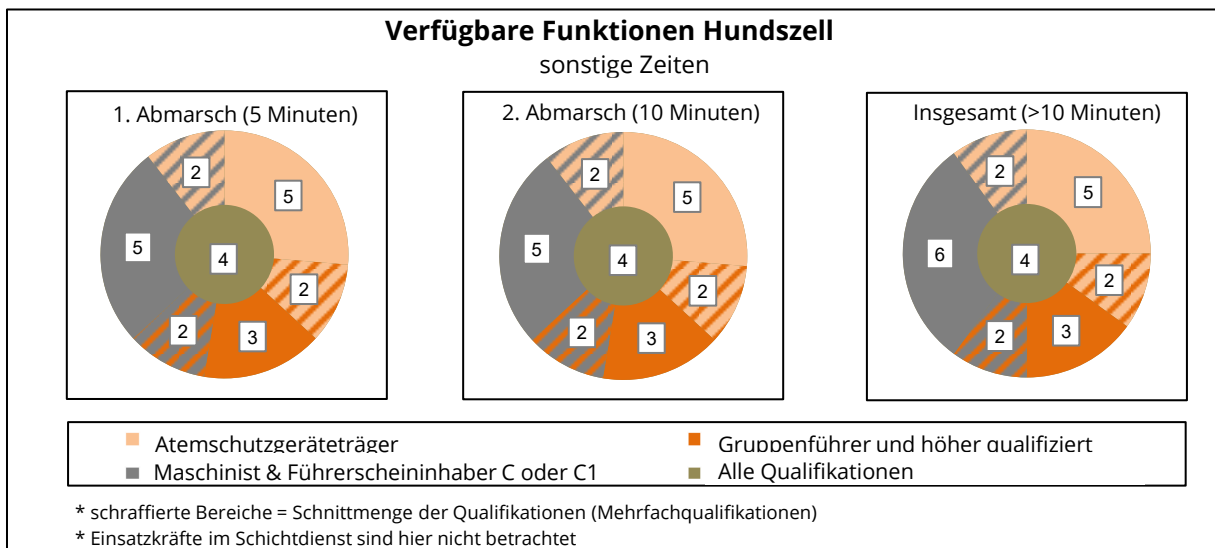 Verfügbare Funktionen Hundszell
sonstige Zeiten
1. Abmarsch (5 Minuten)
2
5
5
4
2
2
3
2. Abmarsch (10 Minuten)
2
5
5
4
2
2
3
Insgesamt (>10 Minuten)
2
5
6
4
2
2
3
Atemschutzgeräteträger
Gruppenführer und höher qualifiziert
Maschinist & Führerscheininhaber C oder C1
Alle Qualifikationen
* schraffierte Bereiche = Schnittmenge der Qualifikationen (Mehrfachqualifikationen)
* Einsatzkräfte im Schichtdienst sind hier nicht betrachtet